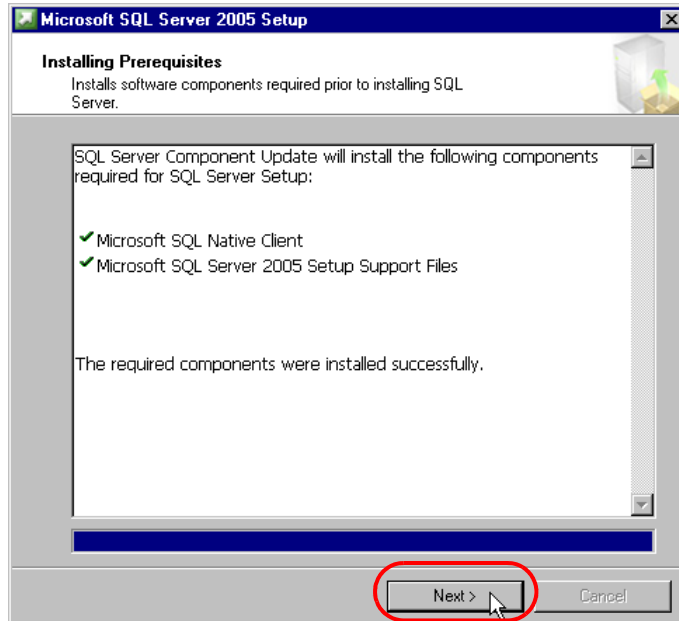 Microsoft SQL Server 2005 Setup
Installing Prerequisites
Installs software components required prior to installing SQL
Server.
SQL Server Component Update will install the following components
required for SQL Server Setup:
Microsoft SQL Native Client
Microsoft SQL Server 2005 Setup Support Files
The required components were installed successfully.
Next >
Cancel